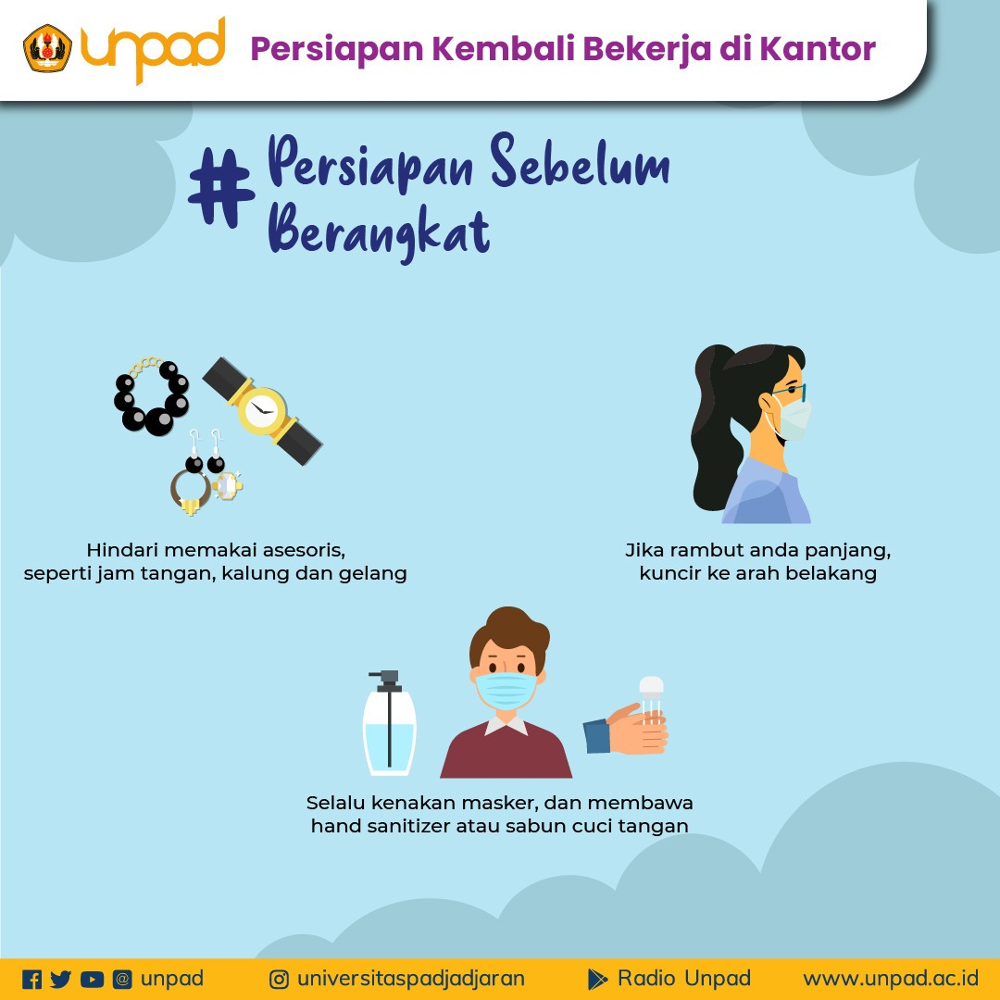 unpad Persiapan Kembali Bekerja di Kantor
# Persiapan Sebelum
Berangkat
Hindari memakai asesoris,
seperti jam tangan, kalung dan gelang
Jika rambut anda panjang,
kuncir ke arah belakang
Selalu kenakan masker, dan membawa
hand sanitizer atau sabun cuci tangan
@ unpad universitaspadjadjaran Radio Unpad www.unpad.ac.id